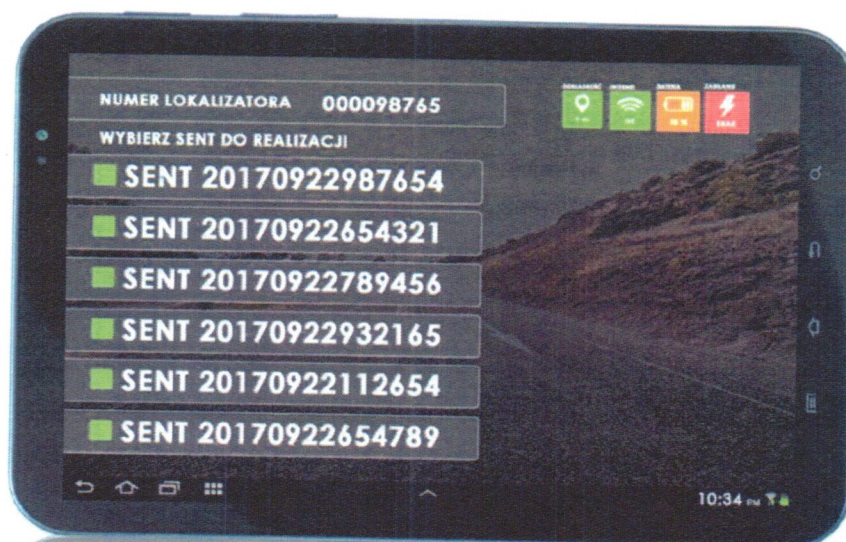 NUMER LOKALIZATORA 000098765
WYBIERZ SENT DO REALIZACJI
SENT 20170922987654
SENT 20170922654321
SENT 20170922789456
SENT 20170922932165
SENT 20170922112654
SENT 20170922654789
10:34 PM